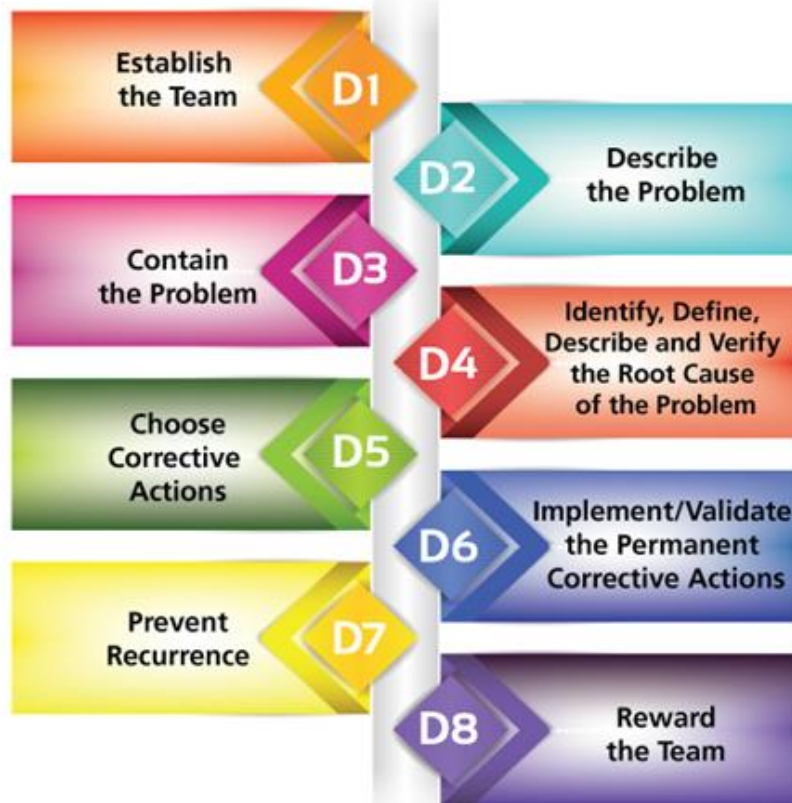 D1
Establish
the Team
D2
Describe
the Problem
D3
Contain
the Problem
D4
Identify, Define,
Describe and Verify
the Root Cause
of the Problem
D5
Choose
Corrective
Actions
D6
Implement/Validate
the Permanent
Corrective Actions
D7
Prevent
Recurrence
D8
Reward
the Team